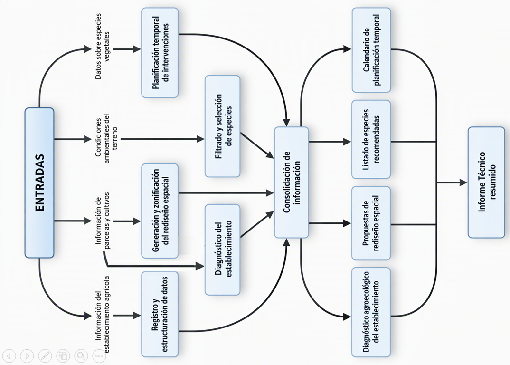 ENTRADAS
Datos sobre especies
vegetales
Condiciones
ambientales del
terreno
Información de
parcelas y cultivos
Información del
establecimiento agrícola
Planificación temporal
de intervenciones
Filtrado y selección
de especies
Generación y zonificación
del rediseño espacial
Diagnóstico del
establecimiento
Registro y
estructuración de datos
Consolidación de
información
Calendario de
planificación temporal
Listado de especies
recomendadas
Propuestas de
rediseño espacial
Diagnóstico agroecológico
del establecimiento
Informe Técnico
resumido